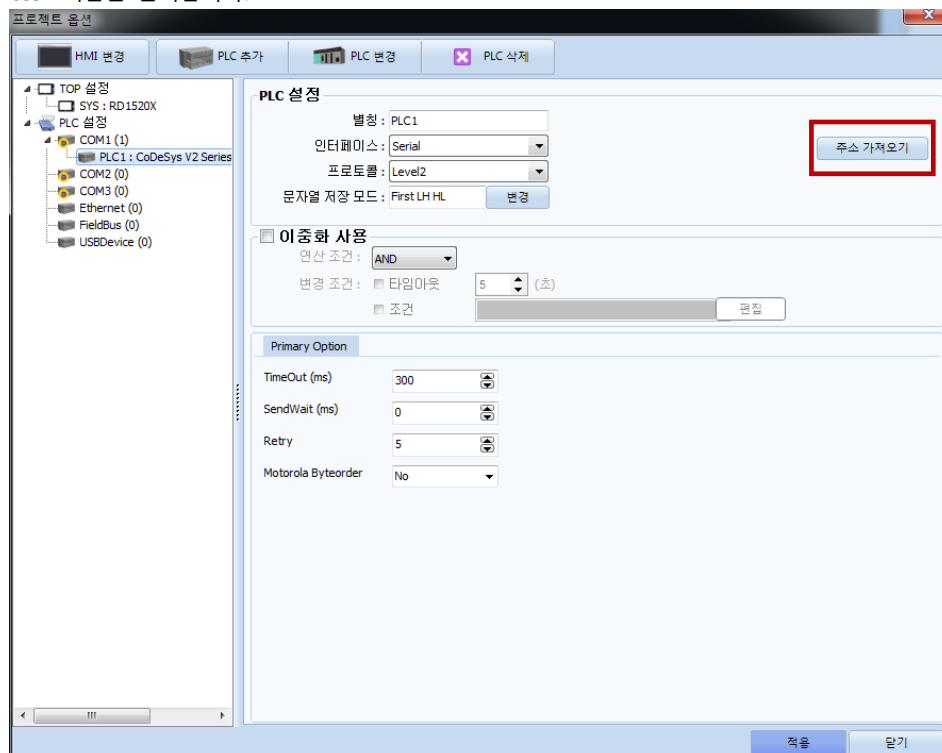 프로젝트 옵션
HMI 변경 PLC 추가 PLC 변경 PLC 삭제
TOP 설정
SYS : RD1520X
PLC 설정
COM1 (1)
PLC1 : CoDeSys V2 Series
COM2 (0)
COM3 (0)
Ethernet (0)
FieldBus (0)
USBDevice (0)
PLC 설정
별칭 : PLC1
인터페이스 : Serial
주소 가져오기
프로토콜 : Level2
문자열 저장 모드 : First LH HL 변경
이중화 사용
연산 조건 : AND
변경 조건 : 타임아웃 5 (초)
조건 편집
Primary Option
TimeOut (ms) 300
SendWait (ms) 0
Retry 5
Motorola Byteorder No
적용 닫기